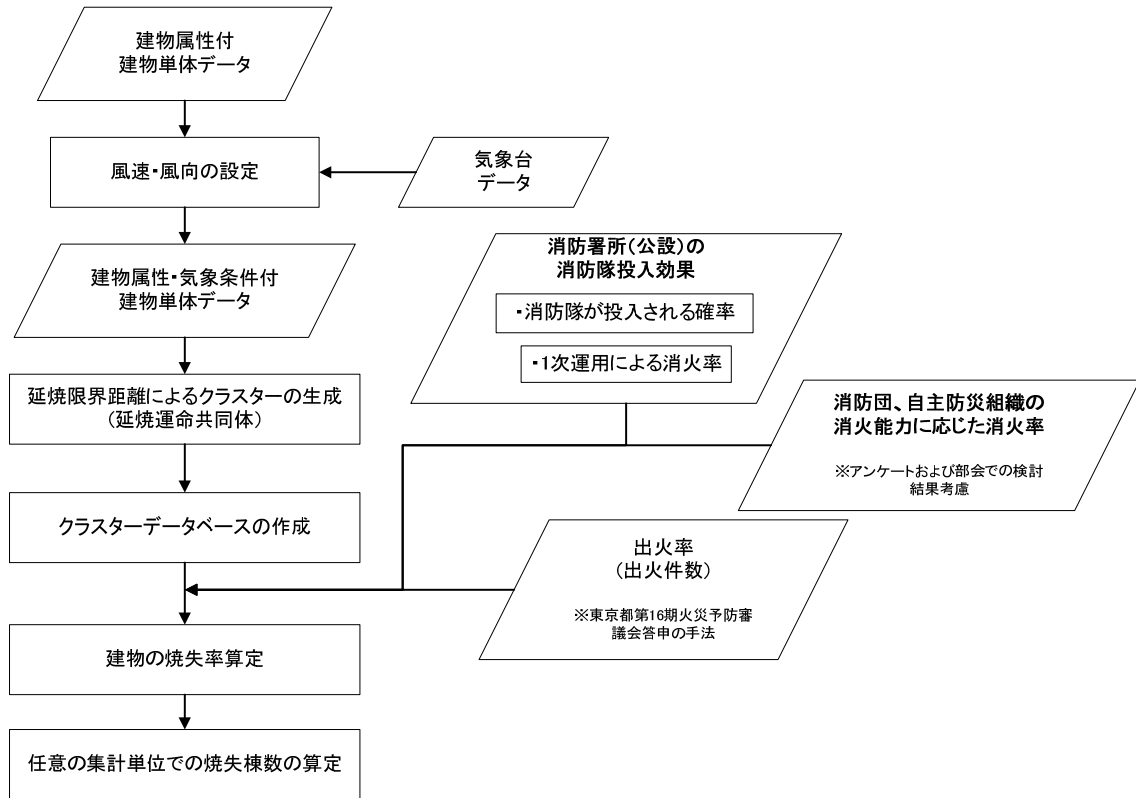 建物属性付
建物単体データ
風速・風向の設定
気象台
データ
建物属性・気象条件付
建物単体データ
消防署所(公設)の
消防隊投入効果
・消防隊が投入される確率
・1次運用による消火率
延焼限界距離によるクラスターの生成
(延焼運命共同体)
消防団、自主防災組織の
消火能力に応じた消火率
※アンケートおよび部会での検討
結果考慮
クラスターデータベースの作成
出火率
(出火件数)
※東京都第16期火災予防審
議会答申の手法
建物の焼失率算定
任意の集計単位での焼失棟数の算定